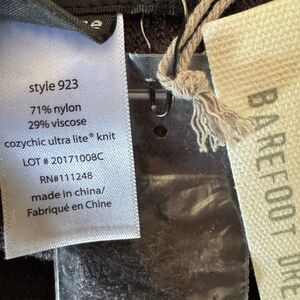 style 923
71% nylon
29% viscose
cozychic ultra lite® knit
LOT # 20171008C
RN#111248
made in china/
Fabriqué en Chine
BAREFOOT DRE